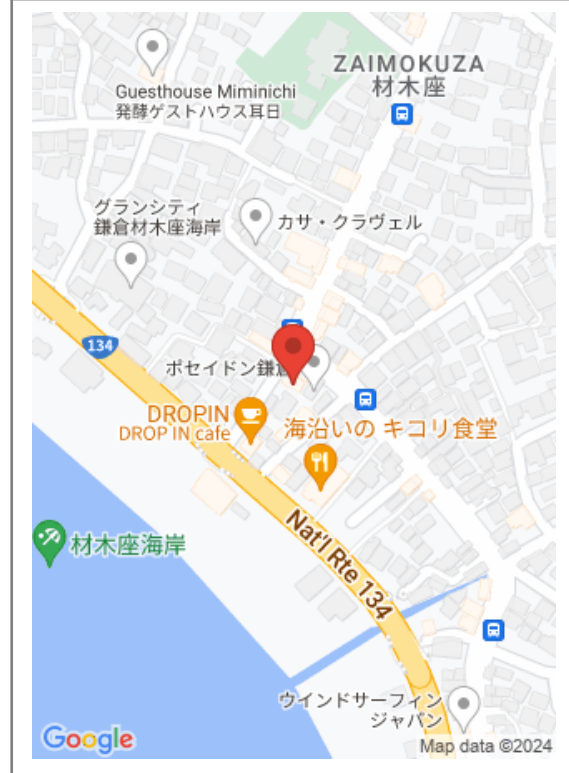 ZAIMOKUZA
材木座
Guesthouse Miminichi
発酵ゲストハウス耳日
グランシティ
鎌倉材木座海岸
カサ・クラヴェル
134
ポセイドン鎌倉
DROPIN
DROP IN cafe
海沿いの キコリ食堂
材木座海岸
Nat'l Rte 134
ウインドサーフィン
ジャパン
Google
Map data ©2024